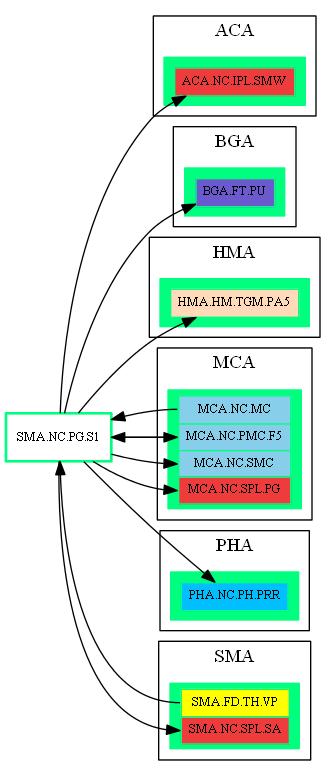 ACA
ACA.NC.IPL.SMW
BGA
BGA.FT.PU
HMA
HMA.HM.TGM.PA5
MCA
MCA.NC.MC
SMA.NC.PG.S1
MCA.NC.PMC.F5
MCA.NC.SMC
MCA.NC.SPL.PG
PHA
PHA.NC.PH.PRR
SMA
SMA.FD.TH.VP
SMA.NC.SPL.SA